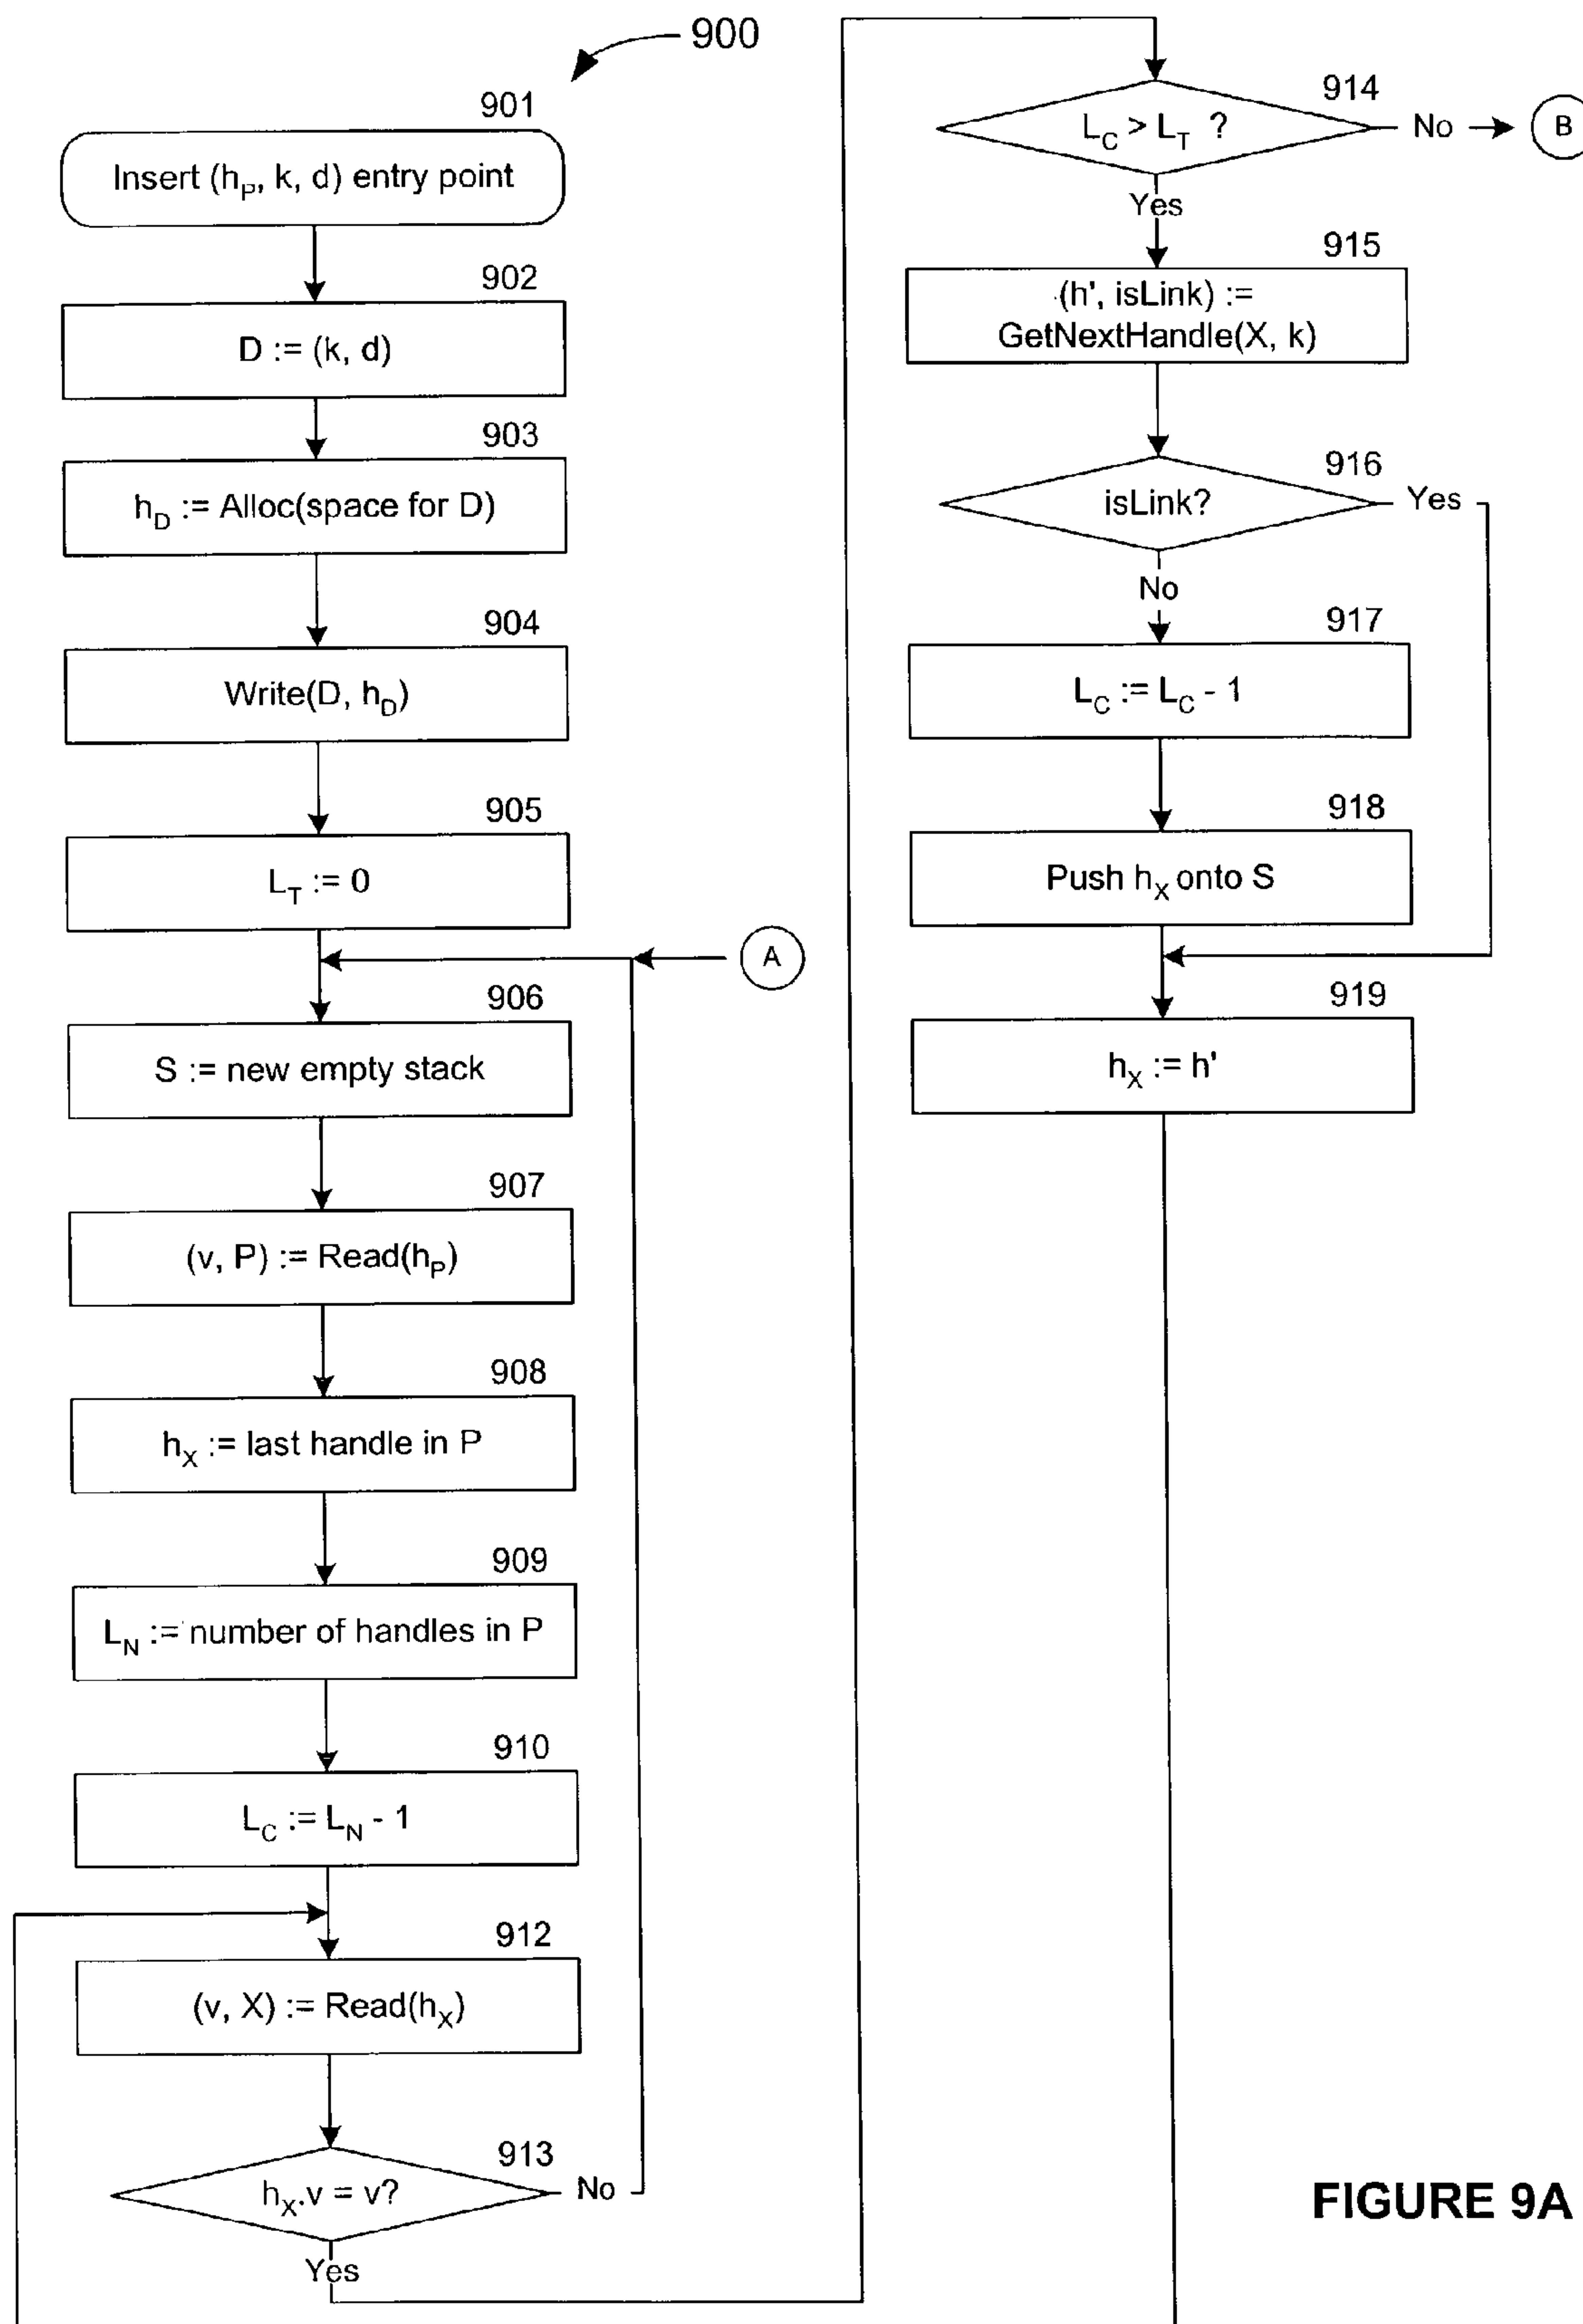 900
901
Insert (hP, k, d) entry point
902
D := (k, d)
903
hD := Alloc(space for D)
904
Write(D, hD)
905
LT := 0
A
906
S := new empty stack
907
(v, P) := Read(hP)
908
hX := last handle in P
909
LN := number of handles in P
910
LC := LN - 1
912
(v, X) := Read(hX)
913
hX.v = v?
No
Yes
914
LC > LT ?
No
B
Yes
915
(h', isLink) :=
GetNextHandle(X, k)
916
isLink?
Yes
No
917
LC := LC - 1
918
Push hX onto S
919
hX := h'
FIGURE 9A